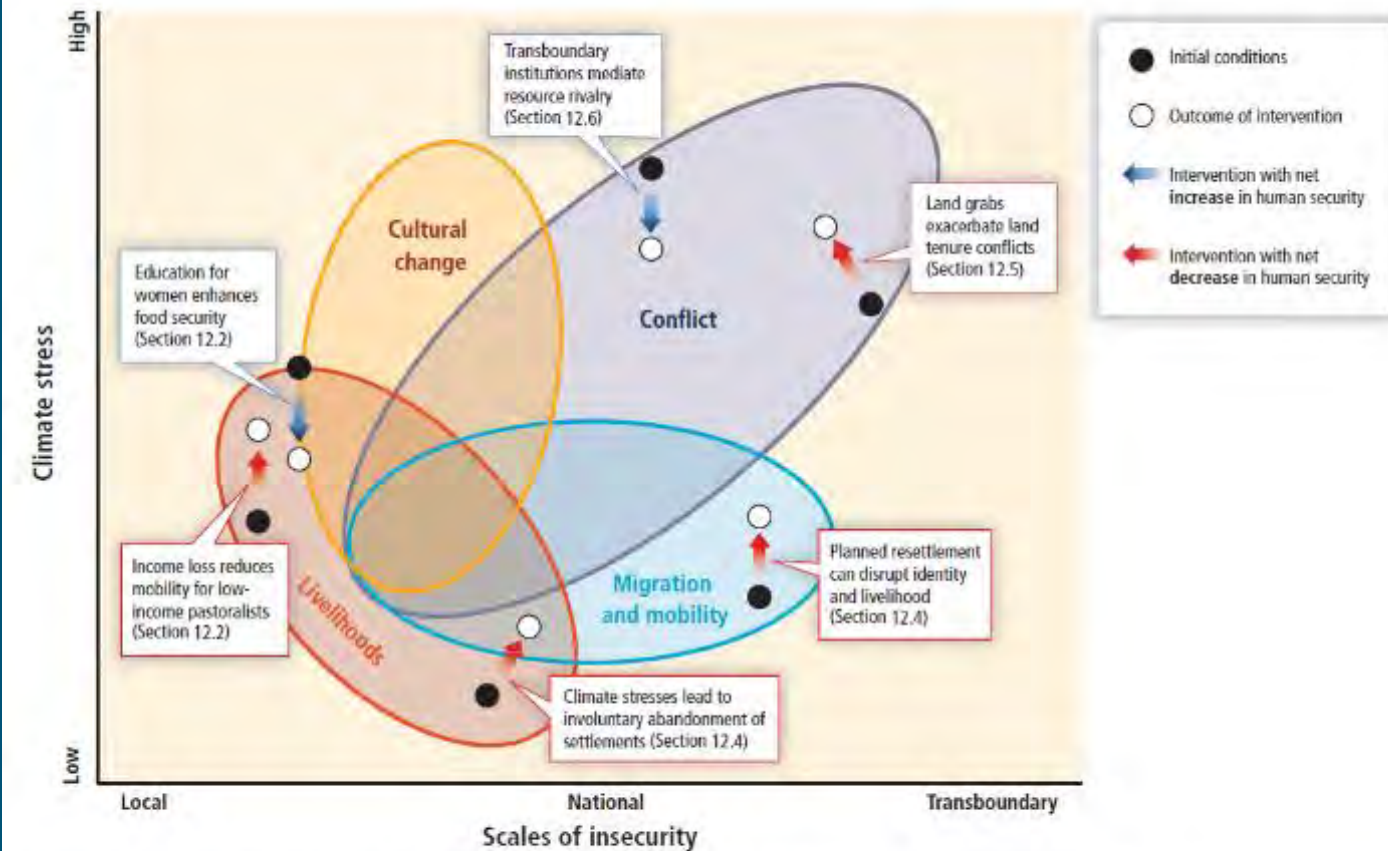 High
Climate stress
Low
Local
National
Transboundary
Scales of insecurity
Transboundary
institutions mediate
resource rivalry
(Section 12.6)
Cultural
change
Education for
women enhances
food security
(Section 12.2)
Conflict
Land grabs
exacerbate land
tenure conflicts
(Section 12.5)
Income loss reduces
mobility for low-
income pastoralists
(Section 12.2)
Livelihoods
Migration
and mobility
Planned resettlement
can disrupt identity
and livelihood
(Section 12.4)
Climate stresses lead to
involuntary abandonment of
settlements (Section 12.4)
Initial conditions
Outcome of intervention
Intervention with net
increase in human security
Intervention with net
decrease in human security